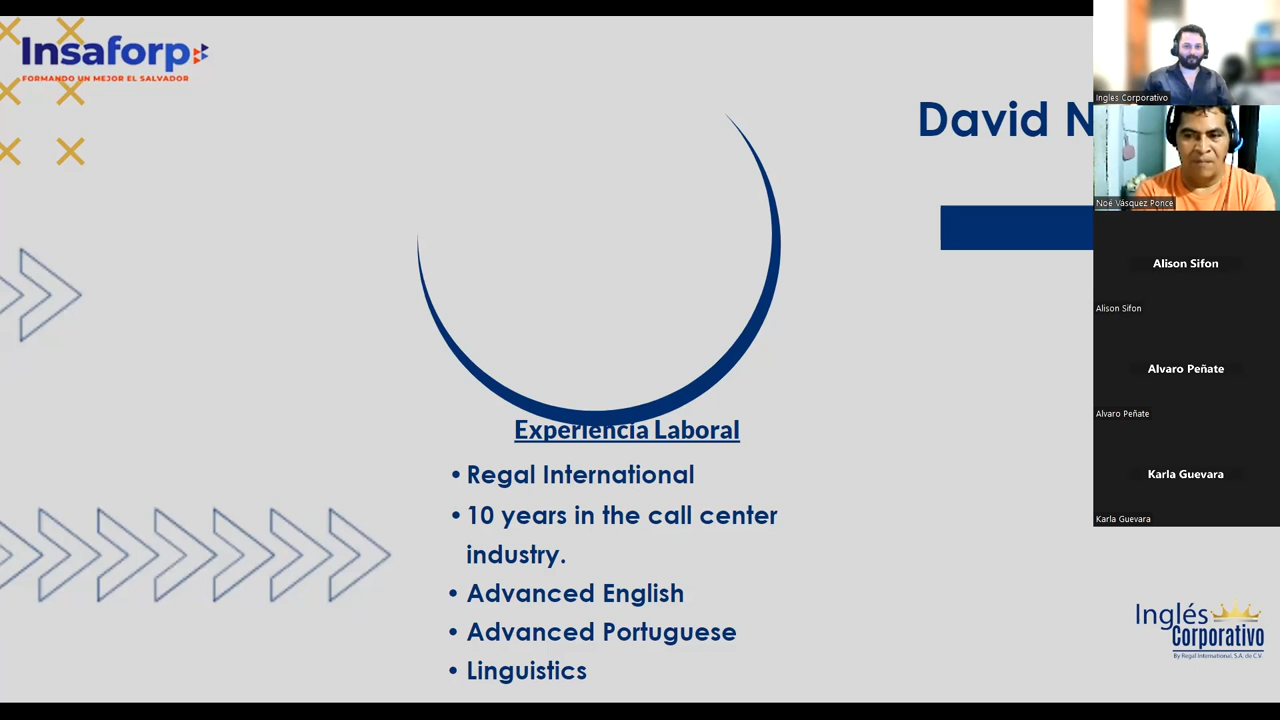 Insaforp
FORMANDO UN MEJOR EL SALVADOR
David N
Experiencia Laboral
• Regal International
• 10 years in the call center
industry.
• Advanced English
• Advanced Portuguese
• Linguistics
Inglés Corporativo
Noé Vásquez Ponce
Alison Sifon
Alison Sifon
Alvaro Peñate
Alvaro Peñate
Karla Guevara
Karla Guevara
Inglés
Corporativo
By Regal International, S.A. de C.V.